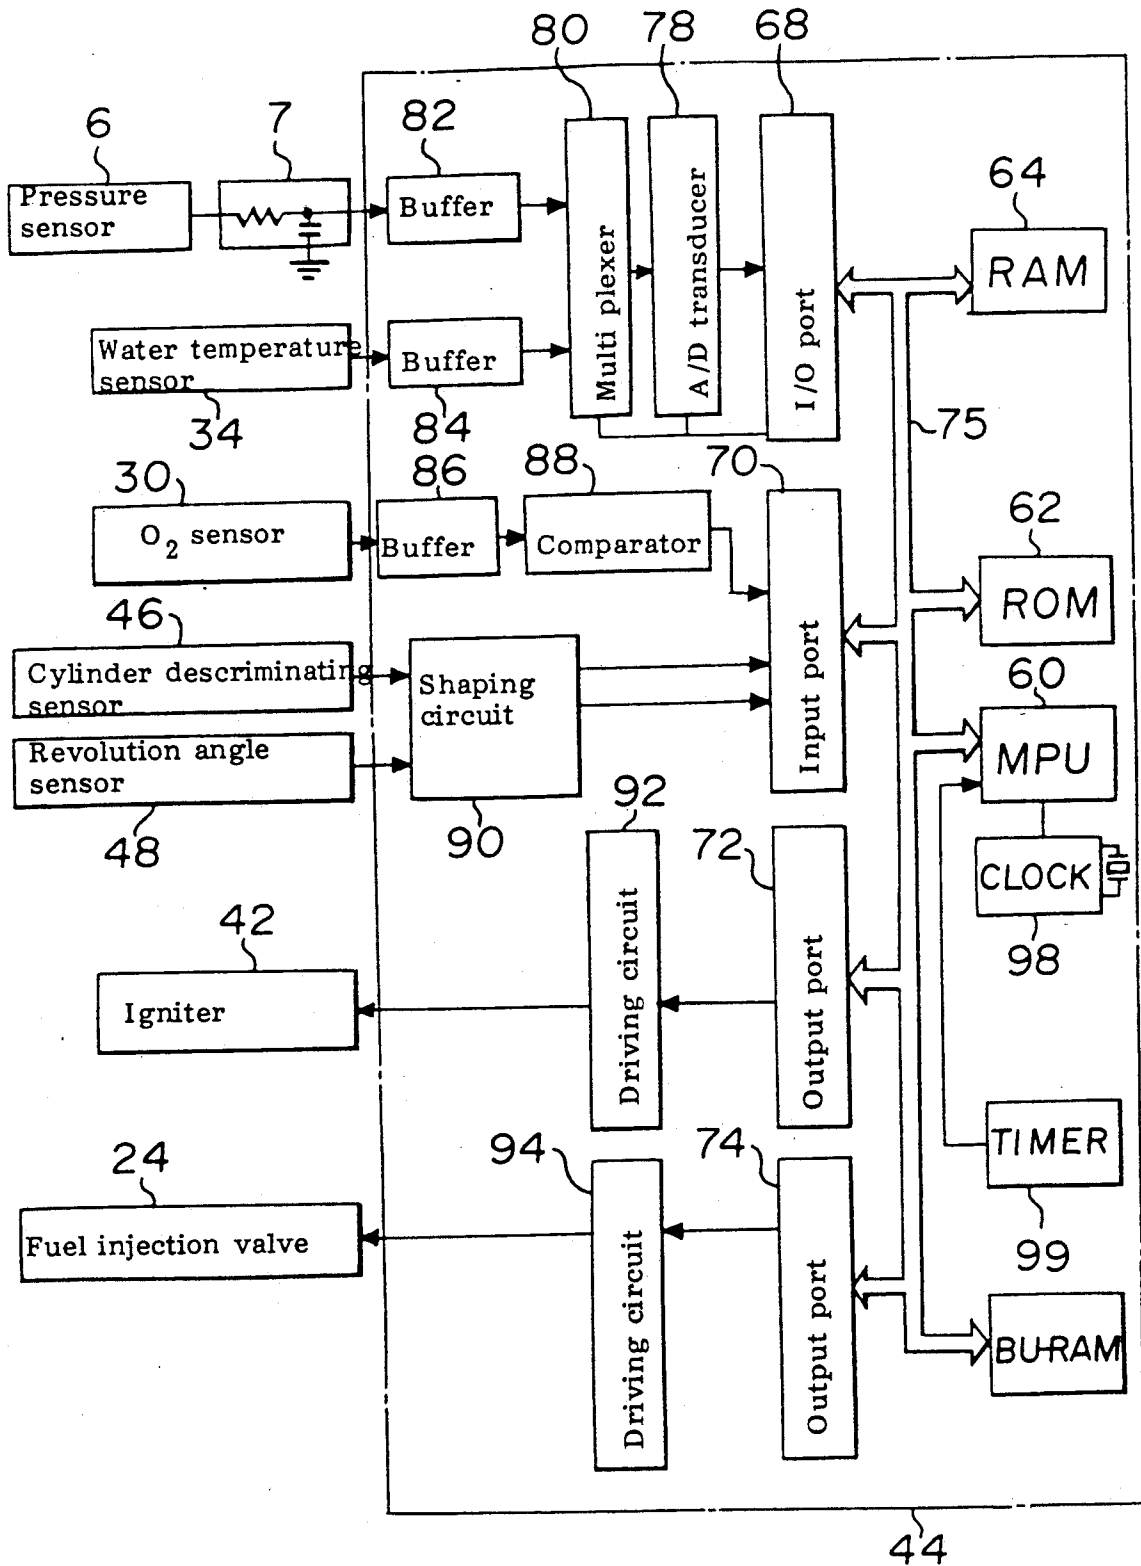 80
78
68
6
7
82
Pressure
sensor
Buffer
Multi plexer
A/D transducer
I/O port
64
RAM
Water temperature
sensor
Buffer
34
84
75
30
86
88
70
O2 sensor
Buffer
Comparator
Input port
62
ROM
46
Cylinder descriminating
sensor
Shaping
circuit
60
MPU
Revolution angle
sensor
48
90
92
72
CLOCK
98
42
Igniter
Driving circuit
Output port
TIMER
99
24
94
74
Fuel injection valve
Driving circuit
Output port
BU-RAM
44